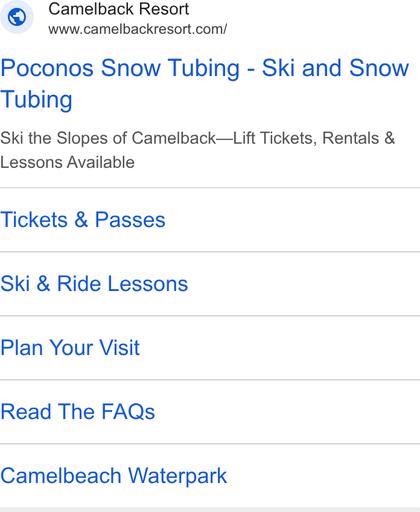 Camelback Resort
www.camelbackresort.com/
Poconos Snow Tubing - Ski and Snow
Tubing
Ski the Slopes of Camelback—Lift Tickets, Rentals &
Lessons Available
Tickets & Passes
Ski & Ride Lessons
Plan Your Visit
Read The FAQs
Camelbeach Waterpark